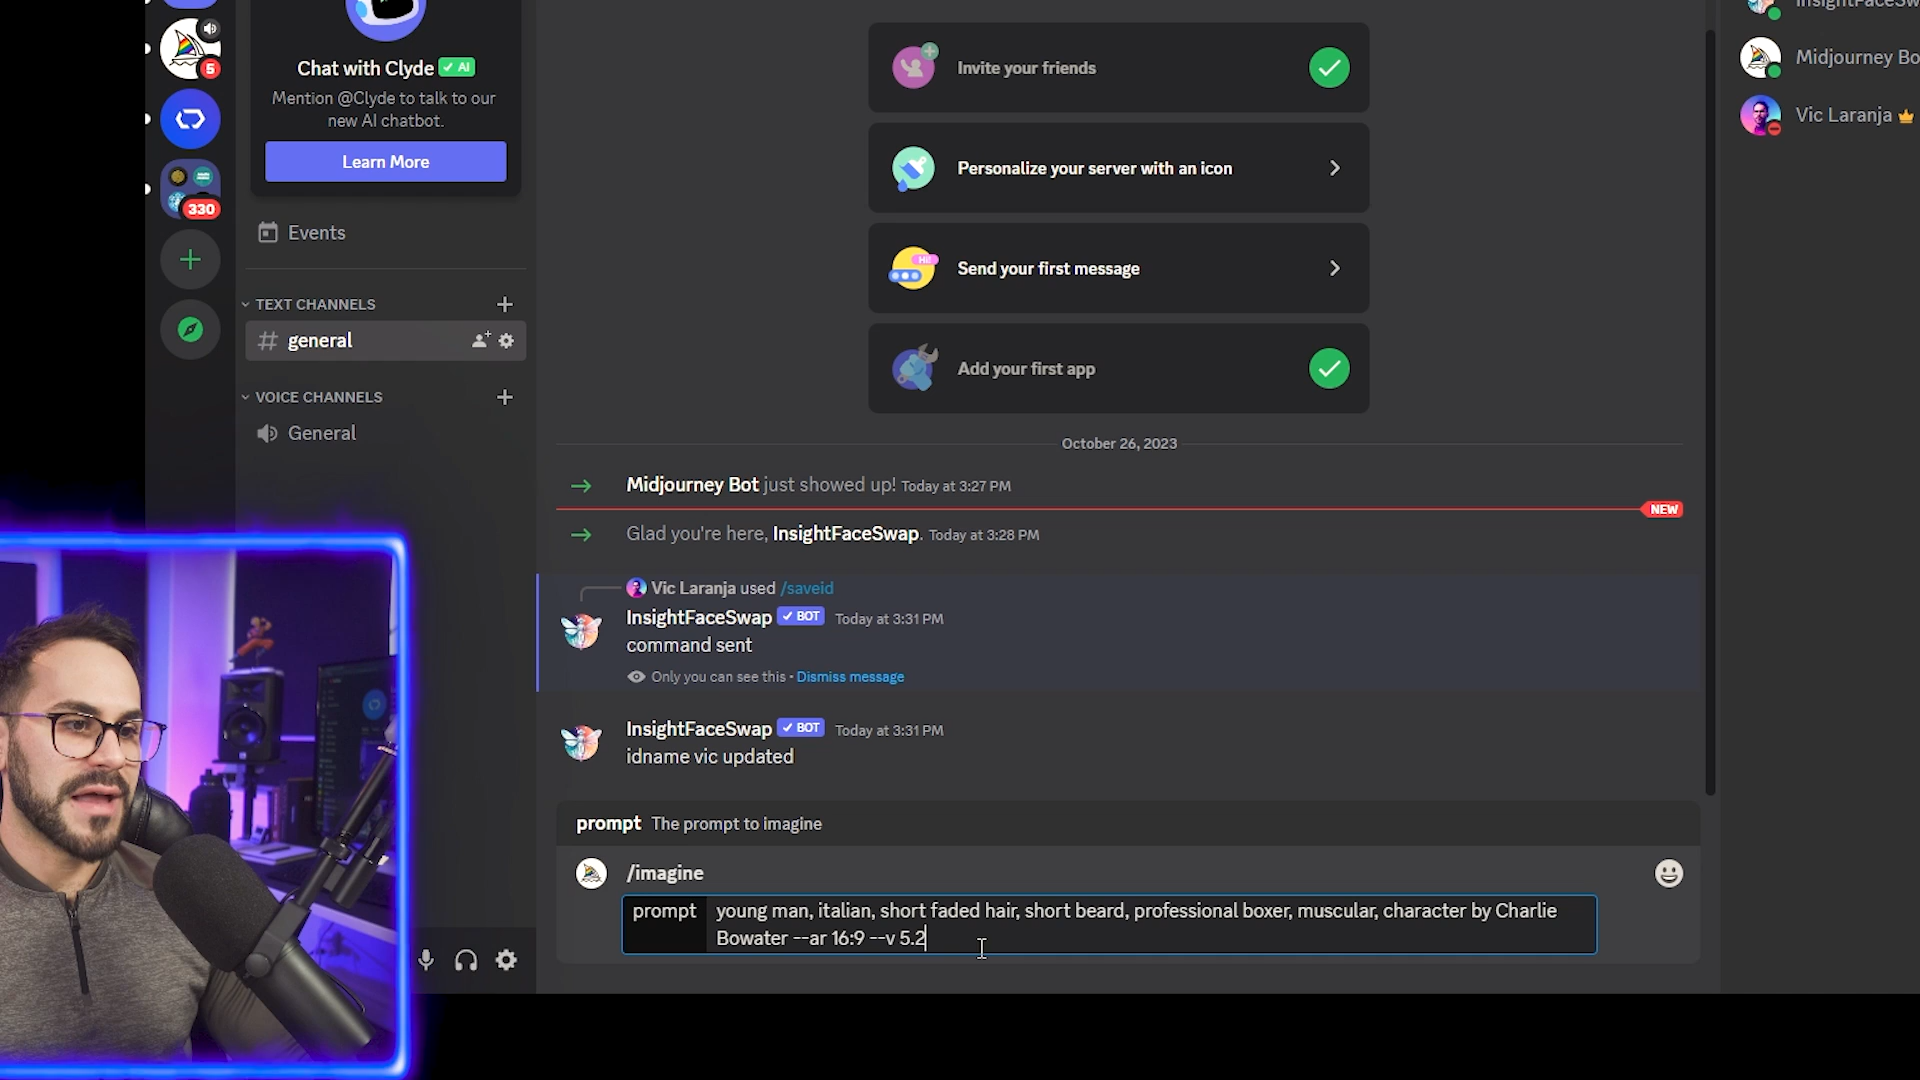 5
330
Chat with Clyde ✓ AI
Mention @Clyde to talk to our
new AI chatbot.
Learn More
Events
TEXT CHANNELS
general
VOICE CHANNELS
General
Invite your friends
Personalize your server with an icon
Hi!
Send your first message
Add your first app
October 26, 2023
Midjourney Bot just showed up! Today at 3:27 PM
NEW
Glad you're here, InsightFaceSwap. Today at 3:28 PM
Vic Laranja used /saveid
InsightFaceSwap ✓ BOT Today at 3:31 PM
command sent
Only you can see this • Dismiss message
InsightFaceSwap ✓ BOT Today at 3:31 PM
idname vic updated
prompt The prompt to imagine
/imagine
prompt young man, italian, short faded hair, short beard, professional boxer, muscular, character by Charlie
Bowater --ar 16:9 --v 5.2
InsightFaceSw
Midjourney Bo
Vic Laranja